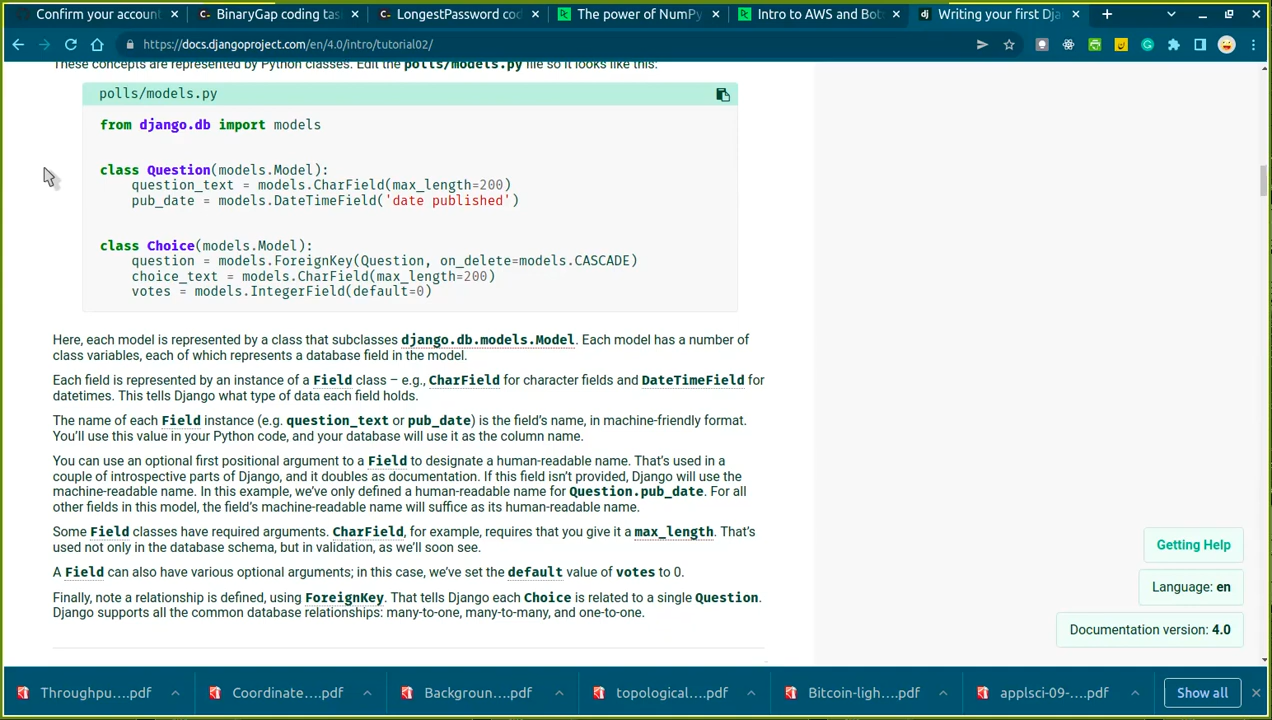 Confirm your account
BinaryGap coding tas
LongestPassword cod
The power of NumPy
Intro to AWS and Bot
dj Writing your first Dja
https://docs.djangoproject.com/en/4.0/intro/tutorial02/
These concepts are represented by Python classes. Edit the polls/models.py file so it looks like this:
polls/models.py
from django.db import models
class Question(models.Model):
question_text = models.CharField(max_length=200)
pub_date = models.DateTimeField('date published')
class Choice(models.Model):
question = models.ForeignKey(Question, on_delete=models.CASCADE)
choice_text = models.CharField(max_length=200)
votes = models.IntegerField(default=0)
Here, each model is represented by a class that subclasses django.db.models.Model. Each model has a number of
class variables, each of which represents a database field in the model.
Each field is represented by an instance of a Field class – e.g., CharField for character fields and DateTimeField for
datetimes. This tells Django what type of data each field holds.
The name of each Field instance (e.g. question_text or pub_date) is the field's name, in machine-friendly format.
You'll use this value in your Python code, and your database will use it as the column name.
You can use an optional first positional argument to a Field to designate a human-readable name. That's used in a
couple of introspective parts of Django, and it doubles as documentation. If this field isn't provided, Django will use the
machine-readable name. In this example, we've only defined a human-readable name for Question.pub_date. For all
other fields in this model, the field's machine-readable name will suffice as its human-readable name.
Some Field classes have required arguments. CharField, for example, requires that you give it a max_length. That's
used not only in the database schema, but in validation, as we'll soon see.
A Field can also have various optional arguments; in this case, we've set the default value of votes to 0.
Finally, note a relationship is defined, using ForeignKey. That tells Django each Choice is related to a single Question.
Django supports all the common database relationships: many-to-one, many-to-many, and one-to-one.
Getting Help
Language: en
Documentation version: 4.0
Throughpu....pdf
Coordinate....pdf
Backgroun....pdf
topological....pdf
Bitcoin-ligh....pdf
applsci-09-....pdf
Show all